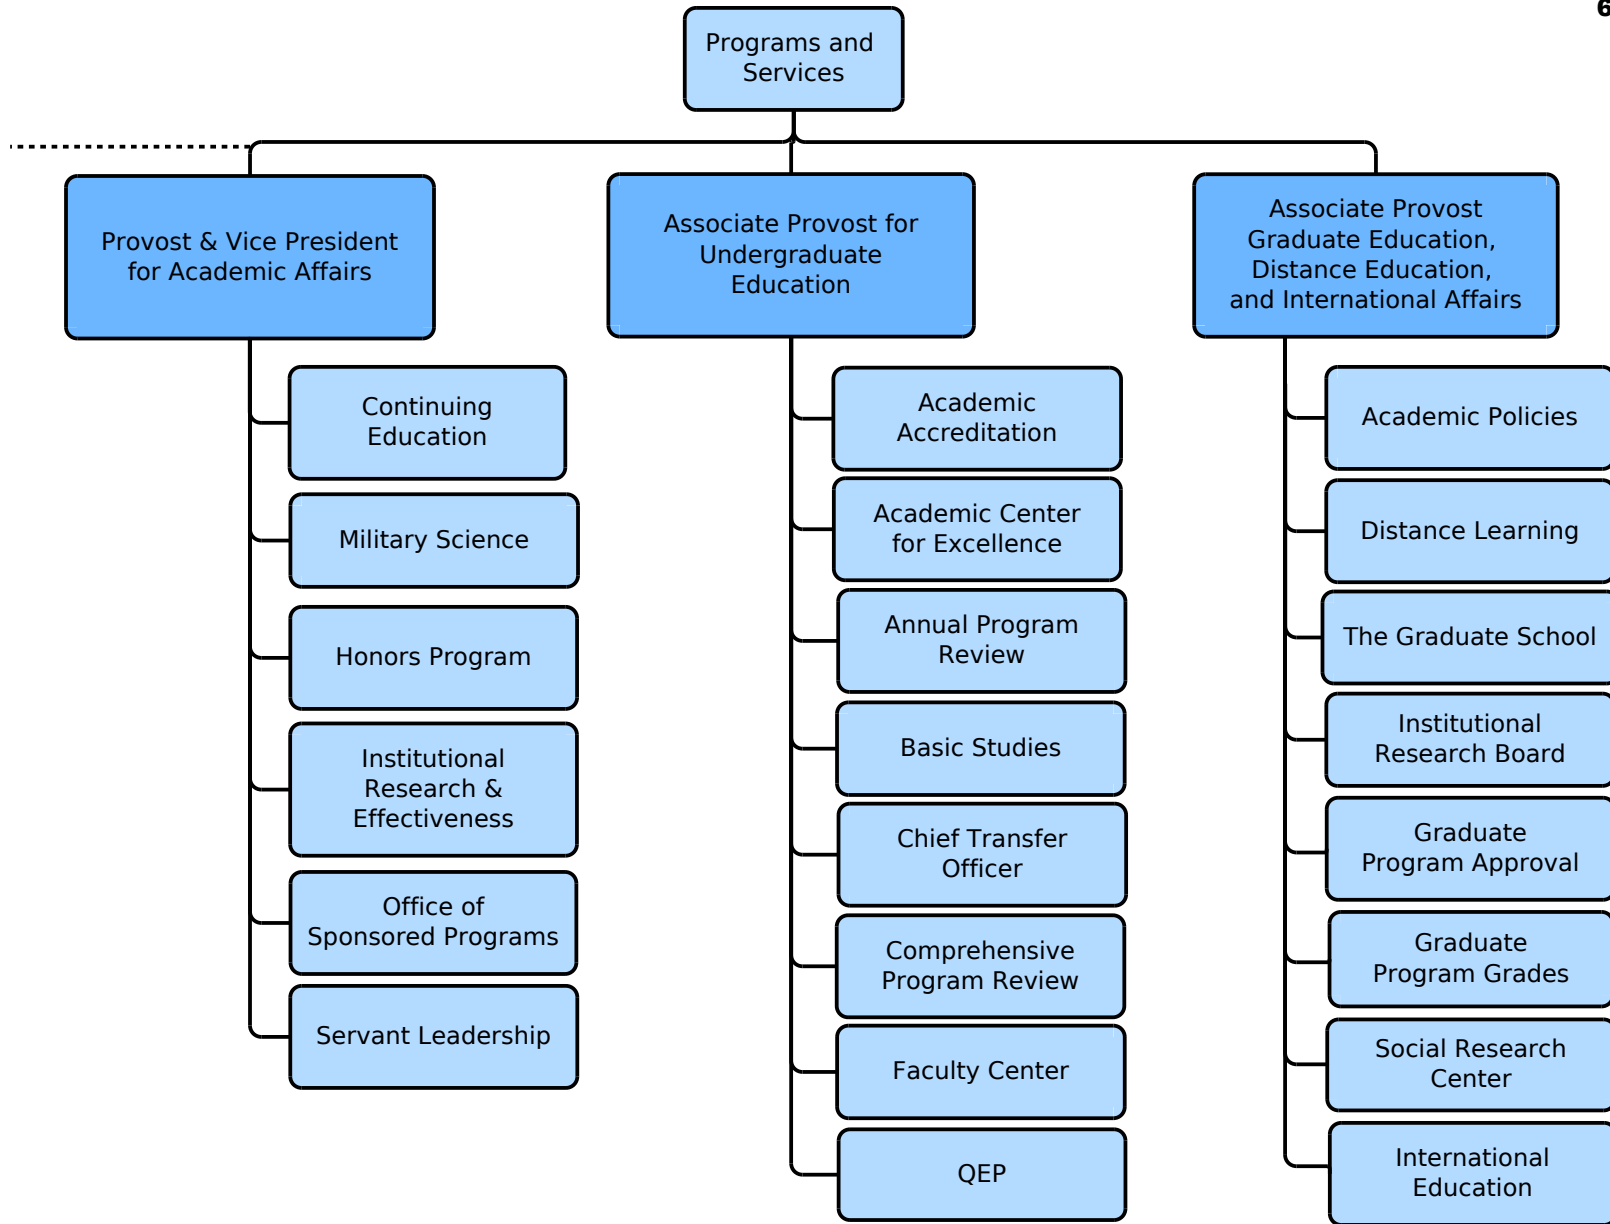 6
Programs and
Services
Provost & Vice President
for Academic Affairs
Continuing
Education
Military Science
Honors Program
Institutional
Research &
Effectiveness
Office of
Sponsored Programs
Servant Leadership
Associate Provost for
Undergraduate
Education
Academic
Accreditation
Academic Center
for Excellence
Annual Program
Review
Basic Studies
Chief Transfer
Officer
Comprehensive
Program Review
Faculty Center
QEP
Associate Provost
Graduate Education,
Distance Education,
and International Affairs
Academic Policies
Distance Learning
The Graduate School
Institutional
Research Board
Graduate
Program Approval
Graduate
Program Grades
Social Research
Center
International
Education